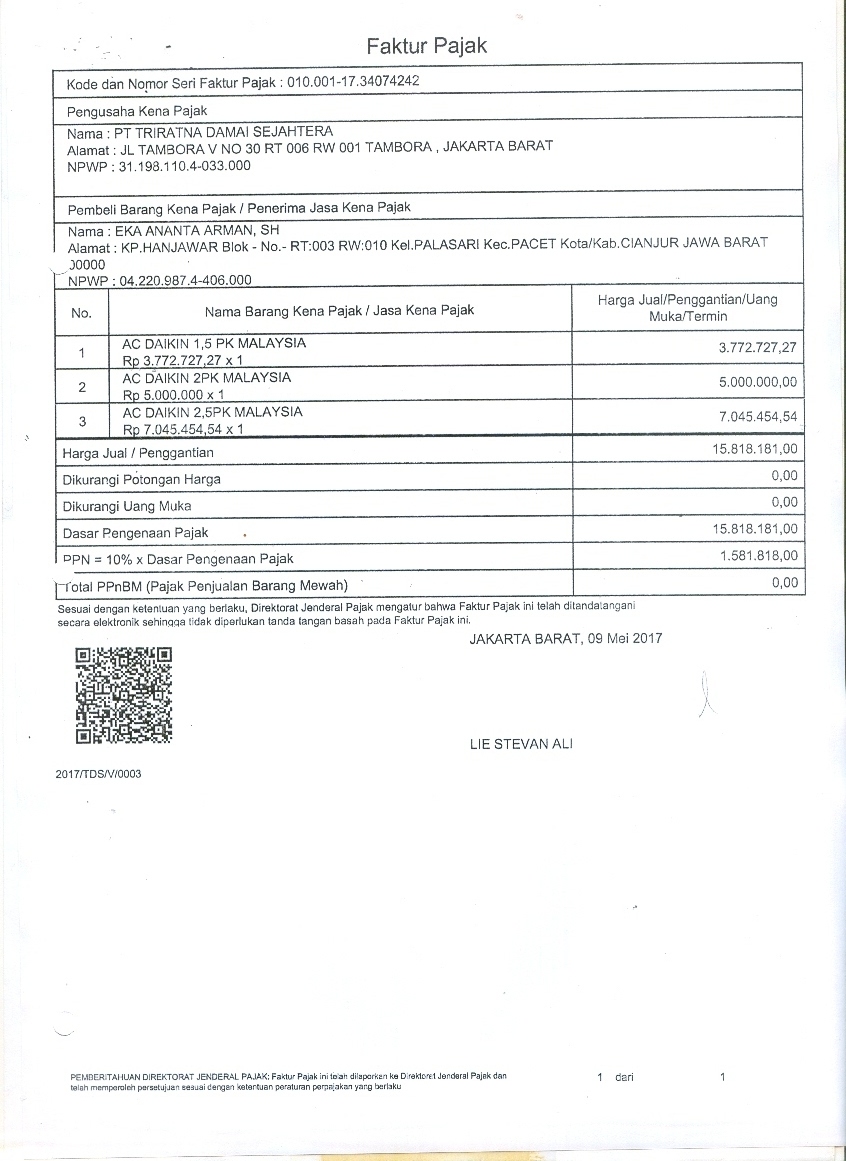 Faktur Pajak
Kode dan Nomor Seri Faktur Pajak : 010.001-17.34074242
Pengusaha Kena Pajak
Nama : PT TRIRATNA DAMAI SEJAHTERA
Alamat : JL TAMBORA V NO 30 RT 006 RW 001 TAMBORA , JAKARTA BARAT
NPWP : 31.198.110.4-033.000
Pembeli Barang Kena Pajak / Penerima Jasa Kena Pajak
Nama : EKA ANANTA ARMAN, SH
Alamat : KP.HANJAWAR Blok - No.- RT:003 RW:010 Kel.PALASARI Kec.PACET Kota/Kab.CIANJUR JAWA BARAT
00000
NPWP : 04.220.987.4-406.000
No. Nama Barang Kena Pajak / Jasa Kena Pajak Harga Jual/Penggantian/Uang
Muka/Termin
1 AC DAIKIN 1,5 PK MALAYSIA 3.772.727,27
Rp 3.772.727,27 x 1
2 AC DAIKIN 2PK MALAYSIA 5.000.000,00
Rp 5.000.000 x 1
3 AC DAIKIN 2,5PK MALAYSIA 7.045.454,54
Rp 7.045.454,54 x 1
Harga Jual / Penggantian 15.818.181,00
Dikurangi Potongan Harga 0,00
Dikurangi Uang Muka 0,00
Dasar Pengenaan Pajak 15.818.181,00
PPN = 10% x Dasar Pengenaan Pajak 1.581.818,00
Total PPnBM (Pajak Penjualan Barang Mewah) 0,00
Sesuai dengan ketentuan yang berlaku, Direktorat Jenderal Pajak mengatur bahwa Faktur Pajak ini telah ditandatangani
secara elektronik sehingga tidak diperlukan tanda tangan basah pada Faktur Pajak ini.
JAKARTA BARAT, 09 Mei 2017
LIE STEVAN ALI
2017/TDS/V/0003
PEMBERITAHUAN DIREKTORAT JENDERAL PAJAK: Faktur Pajak ini telah dilaporkan ke Direktorat Jenderal Pajak dan
telah memperoleh persetujuan sesuai dengan ketentuan peraturan perpajakan yang berlaku
1 dari 1